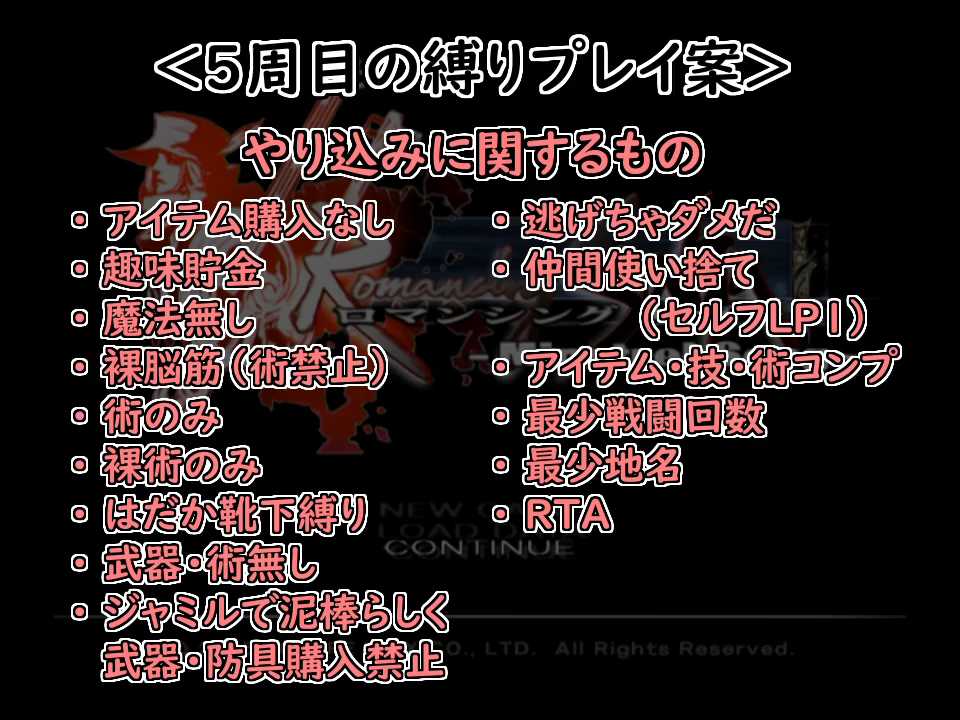 ＜5周目の縛りプレイ案＞
やり込みに関するもの
・アイテム購入なし
・趣味貯金
・魔法無し
・裸脳筋（術禁止）
・術のみ
・裸術のみ
・はだか靴下縛り
・武器・術無し
・ジャミルで泥棒らしく
武器・防具購入禁止
・逃げちゃダメだ
・仲間使い捨て
（セルフLP1）
・アイテム・技・術コンプ
・最少戦闘回数
・最少地名
・RTA
Romancing
ロマンシング
NEW
LOAD
CONTINUE
CO., LTD. All Rights Reserved.